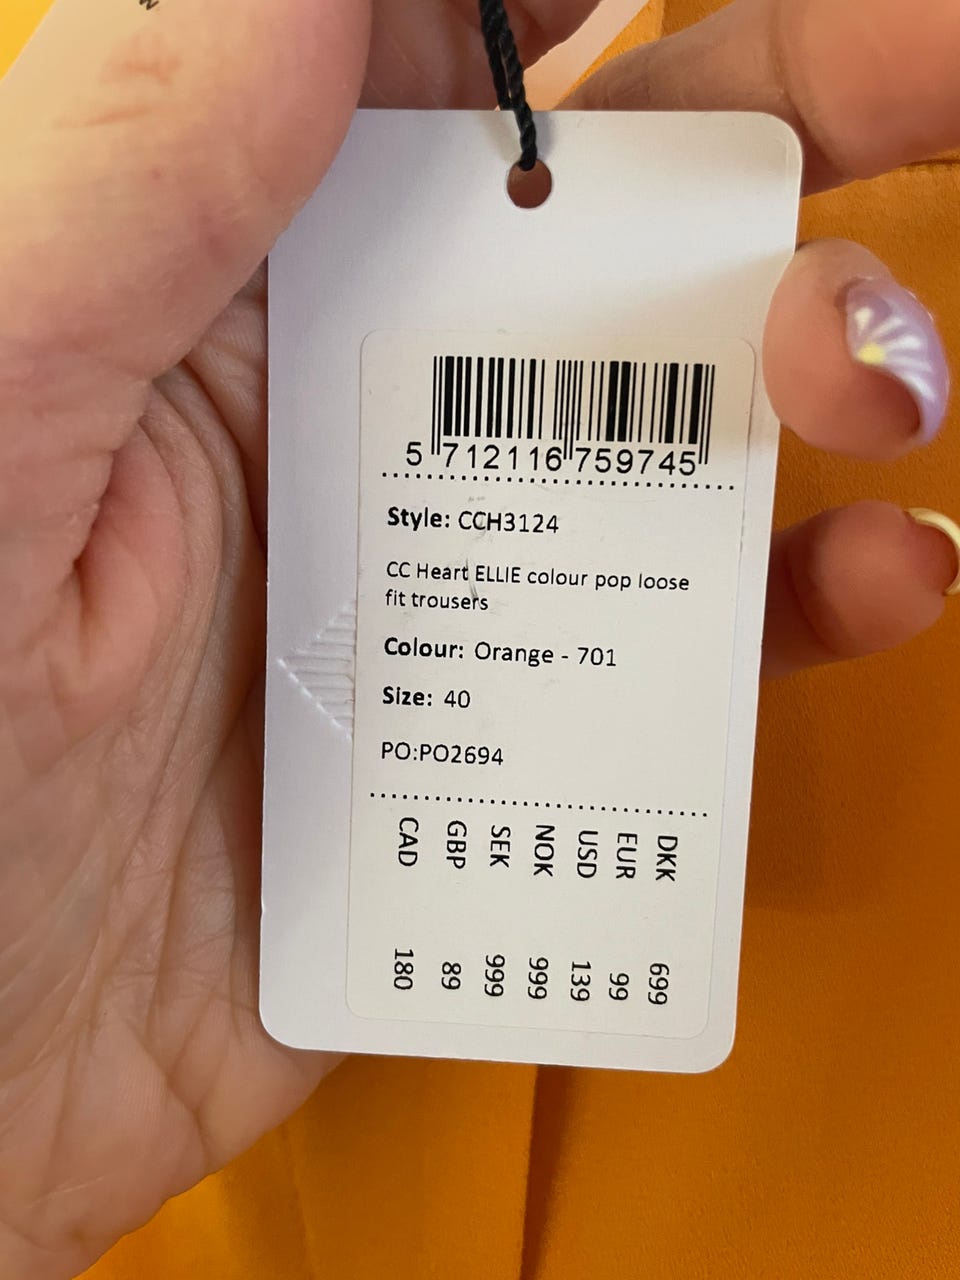 5 712116 759745
Style: CCH3124
CC Heart ELLIE colour pop loose
fit trousers
Colour: Orange - 701
Size: 40
PO:PO2694
DKK 699
EUR 99
USD 139
NOK 999
SEK 999
GBP 89
CAD 180